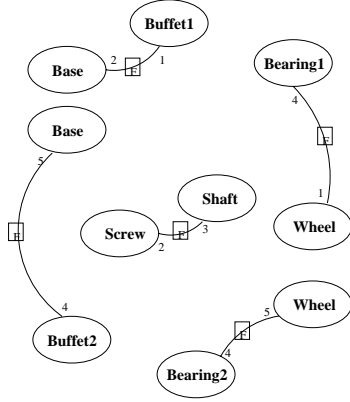 Buffet1
2
F
1
Base
Bearing1
4
Base
5
F
1
Shaft
Screw
F
3
2
Wheel
F
4
Buffet2
Wheel
5
F
4
Bearing2